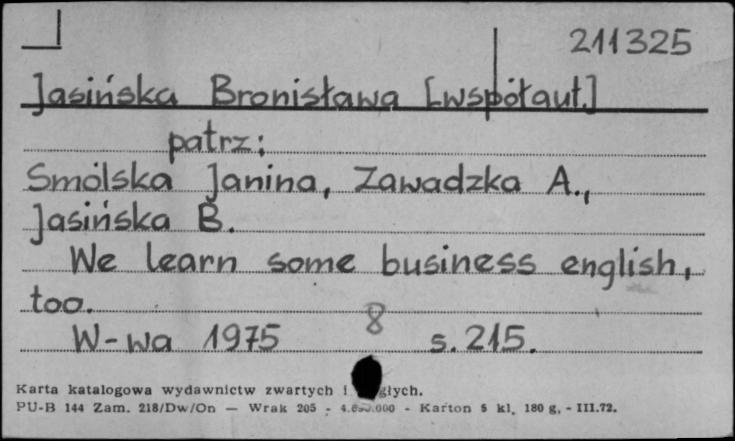 211325
Jasińska Bronisława [współaut.]
patrz:
Smólska Janina, Zawadzka A.,
Jasińska B.
We learn some business english,
too.
8
W-wa 1975 s. 215.
Karta katalogowa wydawnictw zwartych i
PU-B 144 Zam. 218/Dw/On — Wrak 205 - - Karton 5 kl. 180 g. - III.72.